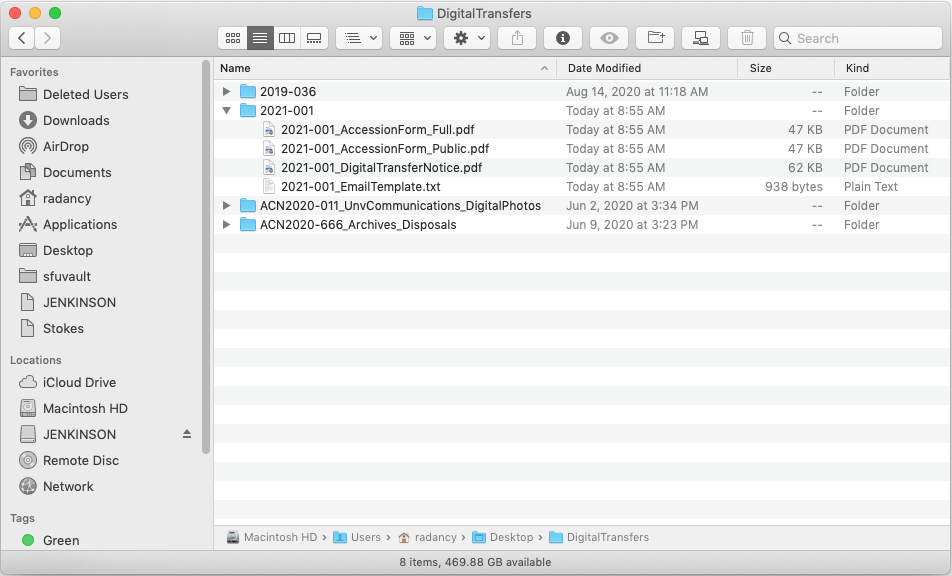 DigitalTransfers
Search
Favorites
Deleted Users
Downloads
AirDrop
Documents
radancy
Applications
Desktop
sfuvault
JENKINSON
Stokes
Locations
iCloud Drive
Macintosh HD
JENKINSON
Remote Disc
Network
Tags
Green
Name Date Modified Size Kind
2019-036 Aug 14, 2020 at 11:18 AM -- Folder
2021-001 Today at 8:55 AM -- Folder
2021-001_AccessionForm_Full.pdf Today at 8:55 AM 47 KB PDF Document
2021-001_AccessionForm_Public.pdf Today at 8:55 AM 47 KB PDF Document
2021-001_DigitalTransferNotice.pdf Today at 8:55 AM 62 KB PDF Document
2021-001_EmailTemplate.txt Today at 8:55 AM 938 bytes Plain Text
ACN2020-011_UnvCommunications_DigitalPhotos Jun 2, 2020 at 3:34 PM -- Folder
ACN2020-666_Archives_Disposals Jun 9, 2020 at 3:23 PM -- Folder
Macintosh HD › Users › radancy › Desktop › DigitalTransfers
8 items, 469.88 GB available